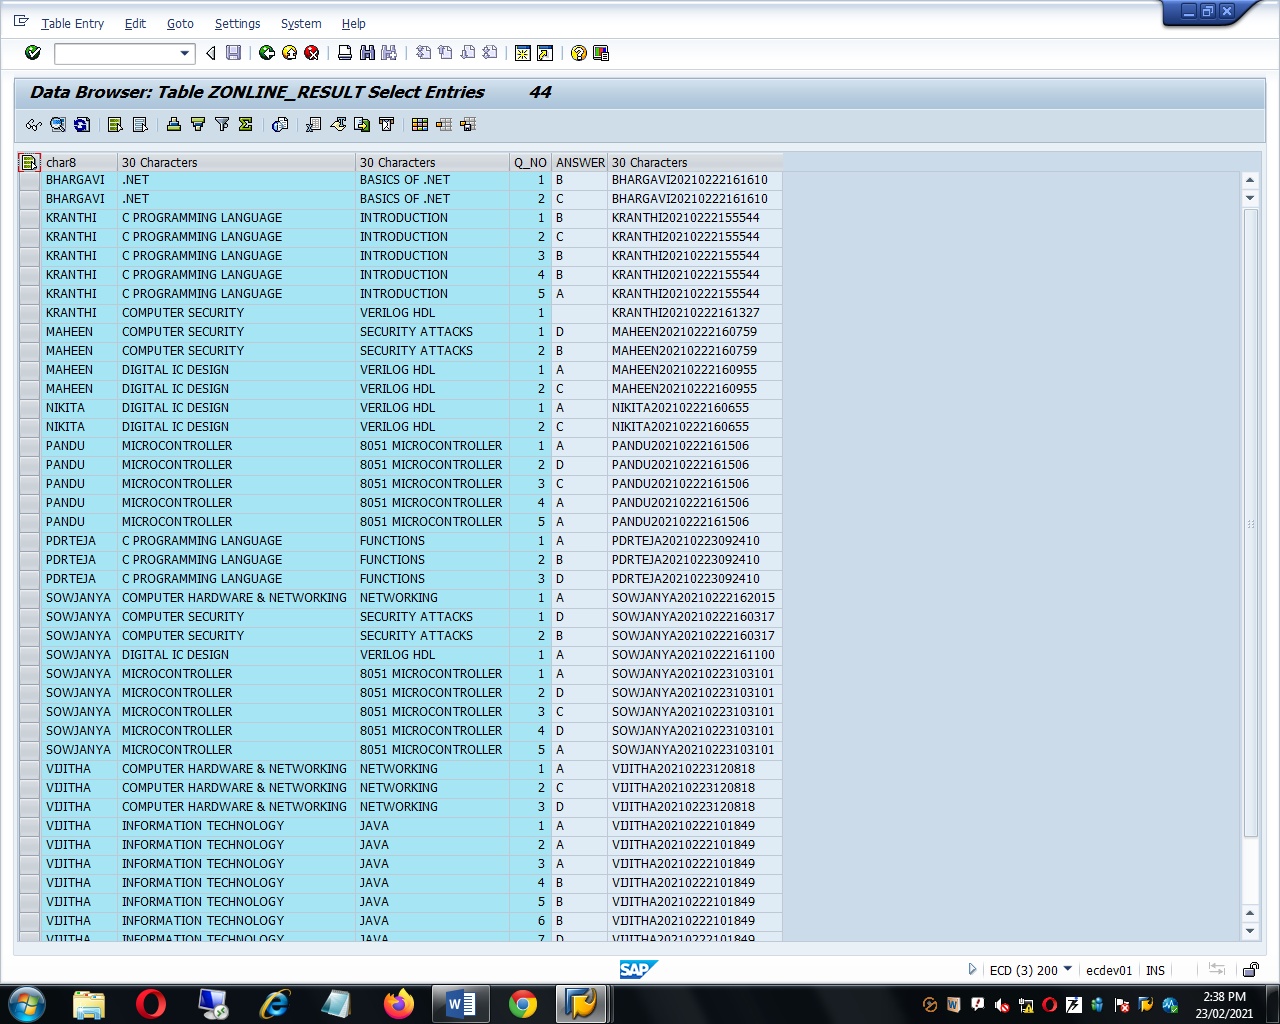 Table Entry Edit Goto Settings System Help
Data Browser: Table ZONLINE_RESULT Select Entries 44
char8 30 Characters 30 Characters Q_NO ANSWER 30 Characters
BHARGAVI .NET BASICS OF .NET 1 B BHARGAVI20210222161610
BHARGAVI .NET BASICS OF .NET 2 C BHARGAVI20210222161610
KRANTHI C PROGRAMMING LANGUAGE INTRODUCTION 1 B KRANTHI20210222155544
KRANTHI C PROGRAMMING LANGUAGE INTRODUCTION 2 C KRANTHI20210222155544
KRANTHI C PROGRAMMING LANGUAGE INTRODUCTION 3 B KRANTHI20210222155544
KRANTHI C PROGRAMMING LANGUAGE INTRODUCTION 4 B KRANTHI20210222155544
KRANTHI C PROGRAMMING LANGUAGE INTRODUCTION 5 A KRANTHI20210222155544
KRANTHI COMPUTER SECURITY VERILOG HDL 1 KRANTHI20210222161327
MAHEEN COMPUTER SECURITY SECURITY ATTACKS 1 D MAHEEN20210222160759
MAHEEN COMPUTER SECURITY SECURITY ATTACKS 2 B MAHEEN20210222160759
MAHEEN DIGITAL IC DESIGN VERILOG HDL 1 A MAHEEN20210222160955
MAHEEN DIGITAL IC DESIGN VERILOG HDL 2 C MAHEEN20210222160955
NIKITA DIGITAL IC DESIGN VERILOG HDL 1 A NIKITA20210222160655
NIKITA DIGITAL IC DESIGN VERILOG HDL 2 C NIKITA20210222160655
PANDU MICROCONTROLLER 8051 MICROCONTROLLER 1 A PANDU20210222161506
PANDU MICROCONTROLLER 8051 MICROCONTROLLER 2 D PANDU20210222161506
PANDU MICROCONTROLLER 8051 MICROCONTROLLER 3 C PANDU20210222161506
PANDU MICROCONTROLLER 8051 MICROCONTROLLER 4 A PANDU20210222161506
PANDU MICROCONTROLLER 8051 MICROCONTROLLER 5 A PANDU20210222161506
PDRTEJA C PROGRAMMING LANGUAGE FUNCTIONS 1 A PDRTEJA20210223092410
PDRTEJA C PROGRAMMING LANGUAGE FUNCTIONS 2 B PDRTEJA20210223092410
PDRTEJA C PROGRAMMING LANGUAGE FUNCTIONS 3 D PDRTEJA20210223092410
SOWJANYA COMPUTER HARDWARE & NETWORKING NETWORKING 1 A SOWJANYA20210222162015
SOWJANYA COMPUTER SECURITY SECURITY ATTACKS 1 D SOWJANYA20210222160317
SOWJANYA COMPUTER SECURITY SECURITY ATTACKS 2 B SOWJANYA20210222160317
SOWJANYA DIGITAL IC DESIGN VERILOG HDL 1 A SOWJANYA20210222161100
SOWJANYA MICROCONTROLLER 8051 MICROCONTROLLER 1 A SOWJANYA20210223103101
SOWJANYA MICROCONTROLLER 8051 MICROCONTROLLER 2 D SOWJANYA20210223103101
SOWJANYA MICROCONTROLLER 8051 MICROCONTROLLER 3 C SOWJANYA20210223103101
SOWJANYA MICROCONTROLLER 8051 MICROCONTROLLER 4 D SOWJANYA20210223103101
SOWJANYA MICROCONTROLLER 8051 MICROCONTROLLER 5 A SOWJANYA20210223103101
VIJITHA COMPUTER HARDWARE & NETWORKING NETWORKING 1 A VIJITHA20210223120818
VIJITHA COMPUTER HARDWARE & NETWORKING NETWORKING 2 C VIJITHA20210223120818
VIJITHA COMPUTER HARDWARE & NETWORKING NETWORKING 3 D VIJITHA20210223120818
VIJITHA INFORMATION TECHNOLOGY JAVA 1 A VIJITHA20210222101849
VIJITHA INFORMATION TECHNOLOGY JAVA 2 A VIJITHA20210222101849
VIJITHA INFORMATION TECHNOLOGY JAVA 3 A VIJITHA20210222101849
VIJITHA INFORMATION TECHNOLOGY JAVA 4 B VIJITHA20210222101849
VIJITHA INFORMATION TECHNOLOGY JAVA 5 B VIJITHA20210222101849
VIJITHA INFORMATION TECHNOLOGY JAVA 6 B VIJITHA20210222101849
VIJITHA INFORMATION TECHNOLOGY JAVA 7 D VIJITHA20210222101849
SAP ECD (3) 200 ecdev01 INS
2:38 PM
23/02/2021